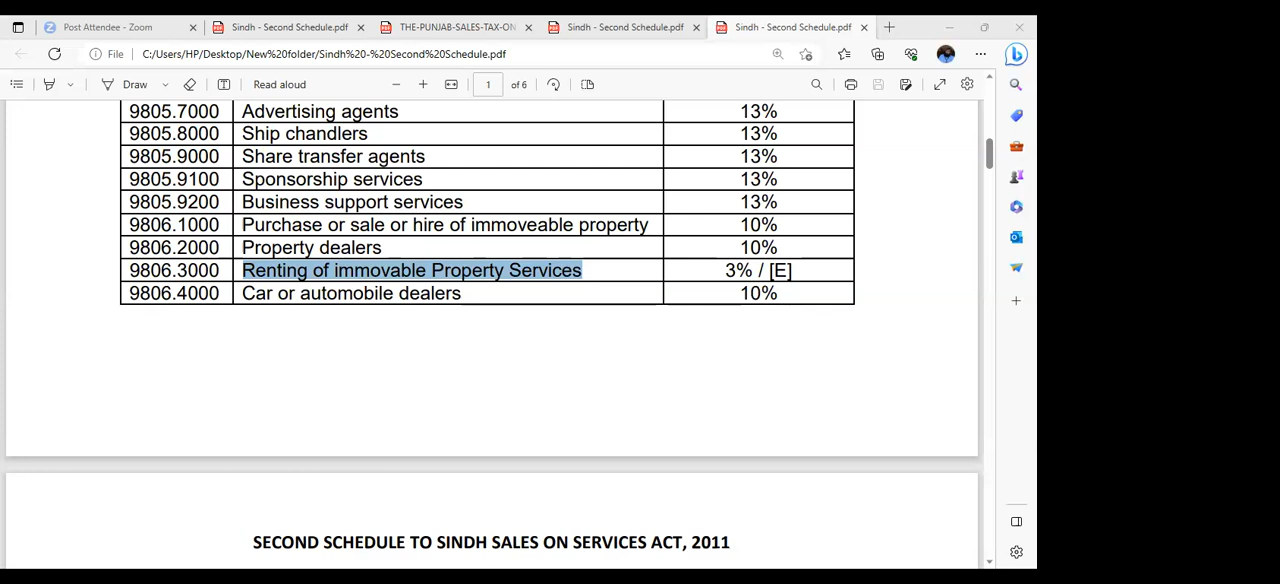 Post Attendee - Zoom
Sindh - Second Schedule.pdf
THE-PUNJAB-SALES-TAX-ON
Sindh - Second Schedule.pdf
Sindh - Second Schedule.pdf
File
C:/Users/HP/Desktop/New%20folder/Sindh%20-%20Second%20Schedule.pdf
Draw
Read aloud
1 of 6
9805.7000 Advertising agents 13%
9805.8000 Ship chandlers 13%
9805.9000 Share transfer agents 13%
9805.9100 Sponsorship services 13%
9805.9200 Business support services 13%
9806.1000 Purchase or sale or hire of immoveable property 10%
9806.2000 Property dealers 10%
9806.3000 Renting of immovable Property Services 3% / [E]
9806.4000 Car or automobile dealers 10%
SECOND SCHEDULE TO SINDH SALES ON SERVICES ACT, 2011